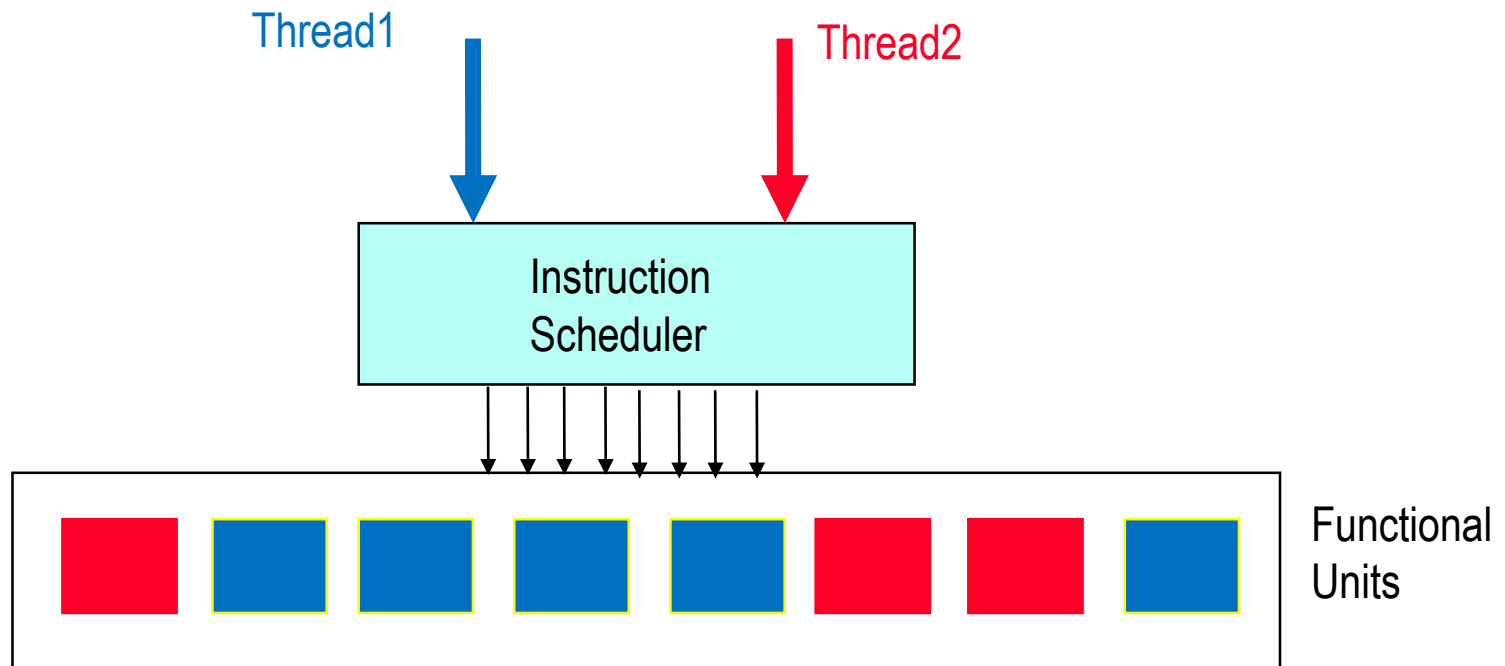 Thread1
Thread2
Instruction
Scheduler
Functional
Units